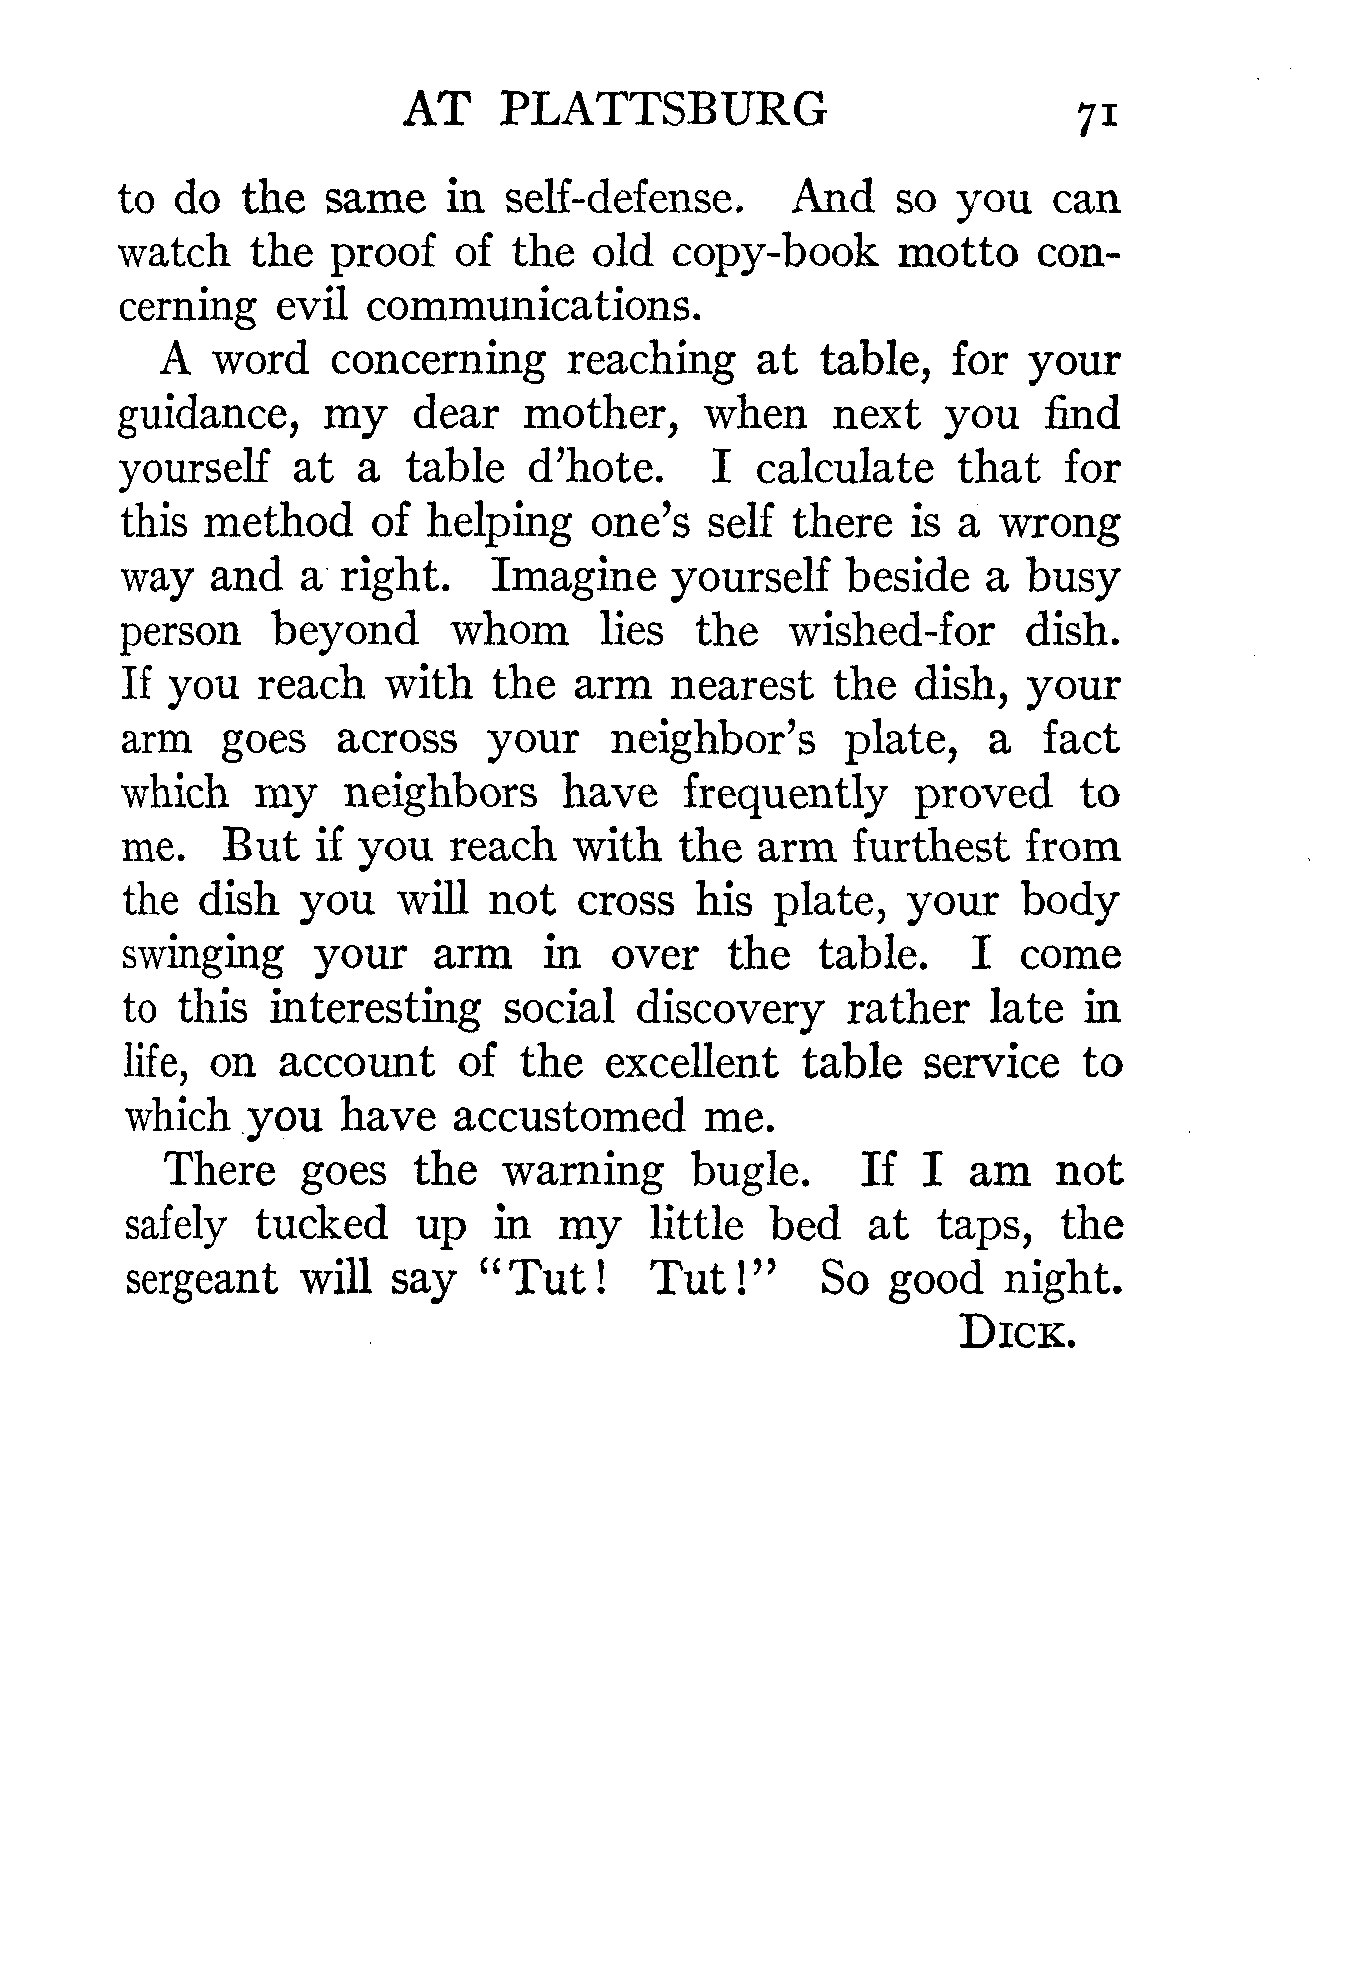 AT PLATTSBURG 71
to do the same in self-defense. And so you can
watch the proof of the old copy-book motto con-
cerning evil communications.
A word concerning reaching at table, for your
guidance, my dear mother, when next you find
yourself at a table d'hote. I calculate that for
this method of helping one's self there is a wrong
way and a right. Imagine yourself beside a busy
person beyond whom lies the wished-for dish.
If you reach with the arm nearest the dish, your
arm goes across your neighbor's plate, a fact
which my neighbors have frequently proved to
me. But if you reach with the arm furthest from
the dish you will not cross his plate, your body
swinging your arm in over the table. I come
to this interesting social discovery rather late in
life, on account of the excellent table service to
which you have accustomed me.
There goes the warning bugle. If I am not
safely tucked up in my little bed at taps, the
sergeant will say "Tut! Tut!" So good night.
DICK.